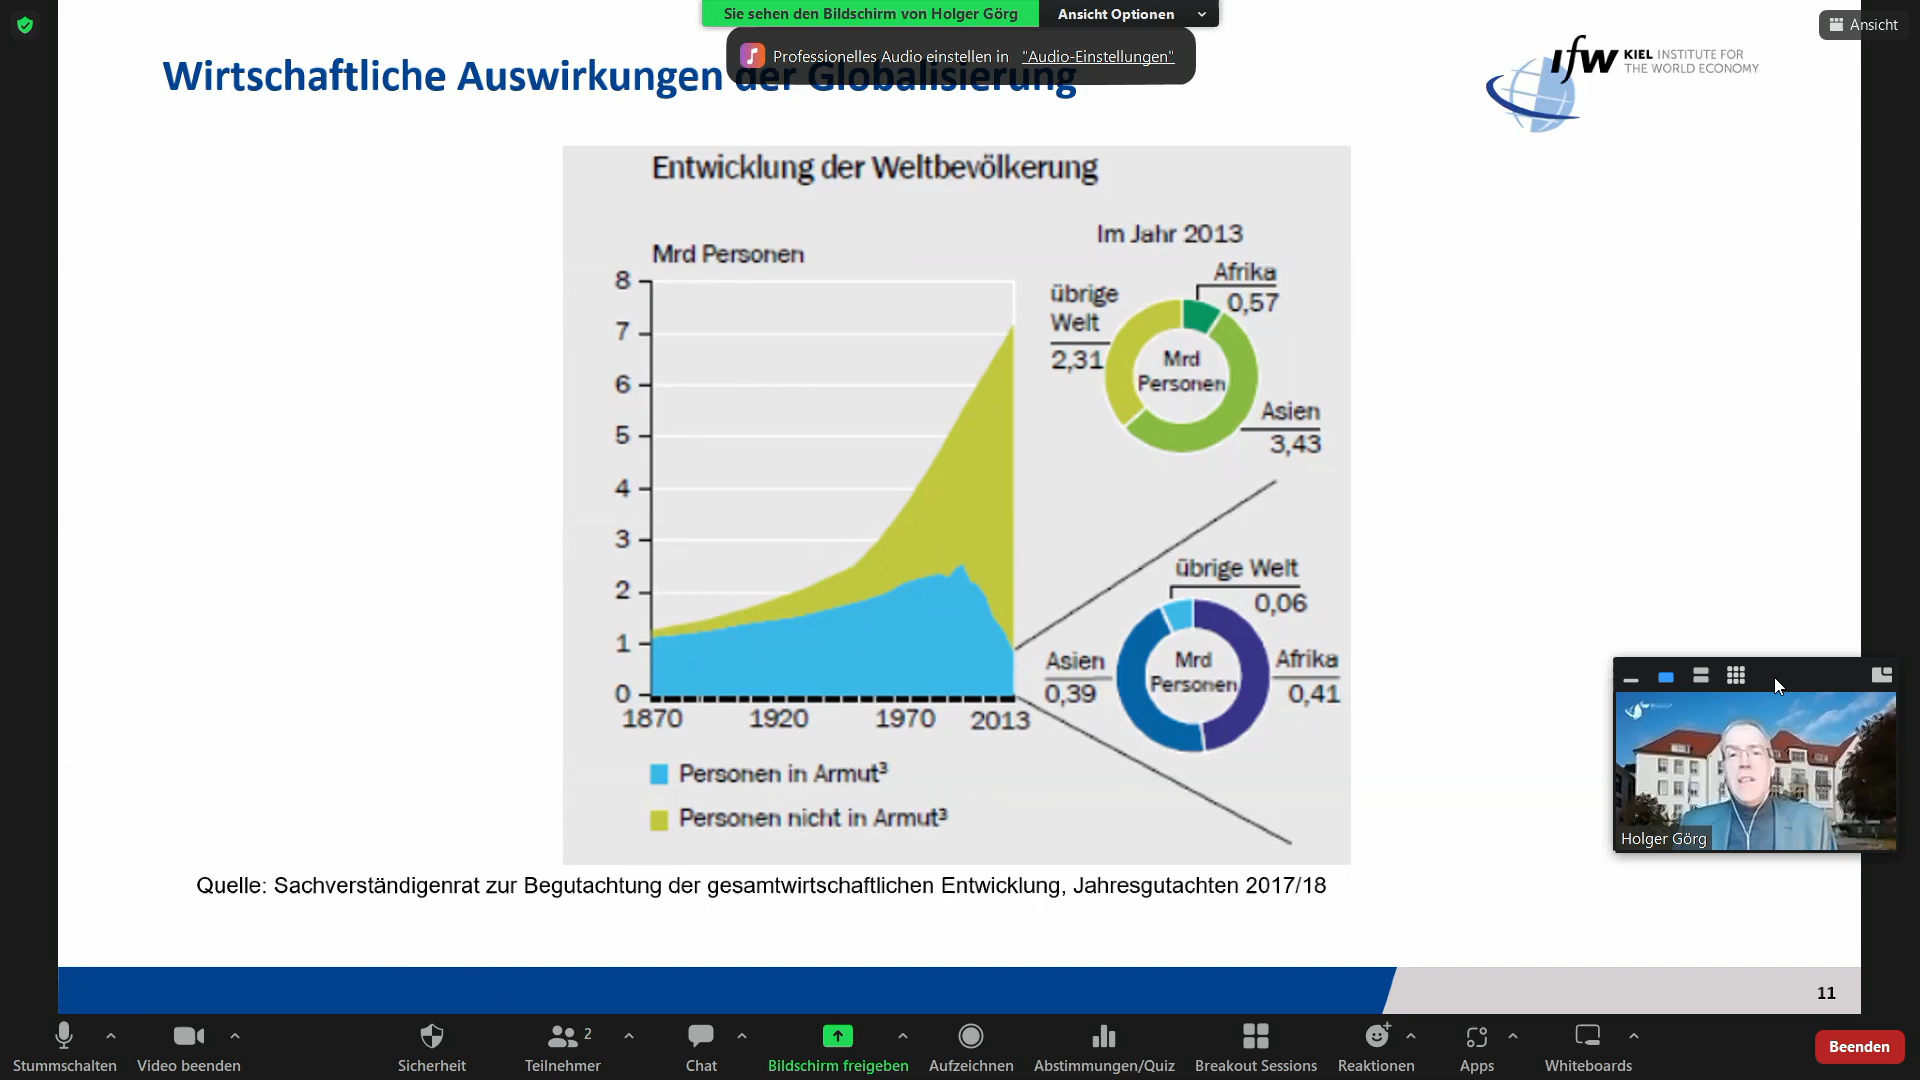 Sie sehen den Bildschirm von Holger Görg
Ansicht Optionen
Ansicht
Professionelles Audio einstellen in "Audio-Einstellungen"
Wirtschaftliche Auswirkungen der Globalisierung
ifw KIEL INSTITUTE FOR
THE WORLD ECONOMY
Entwicklung der Weltbevölkerung
Mrd Personen
8
7
6
5
4
3
2
1
0
1870
1920
1970
2013
Personen in Armut³
Personen nicht in Armut³
Im Jahr 2013
Afrika
0,57
übrige
Welt
2,31
Mrd
Personen
Asien
3,43
übrige Welt
0,06
Asien
0,39
Mrd
Personen
Afrika
0,41
Quelle: Sachverständigenrat zur Begutachtung der gesamtwirtschaftlichen Entwicklung, Jahresgutachten 2017/18
Holger Görg
11
Stummschalten
Video beenden
Sicherheit
2
Teilnehmer
Chat
Bildschirm freigeben
Aufzeichnen
Abstimmungen/Quiz
Breakout Sessions
Reaktionen
Apps
Whiteboards
Beenden